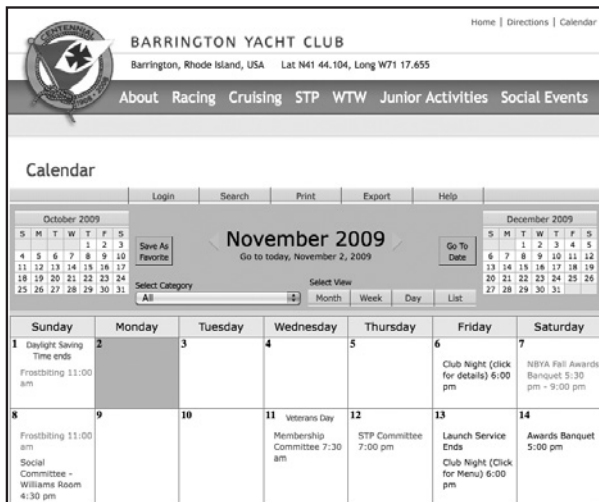 Home | Directions | Calendar
CENTENNIAL
1908 - 2008
BARRINGTON YACHT CLUB
Barrington, Rhode Island, USA Lat N41 44.104, Long W71 17.655
About Racing Cruising STP WTW Junior Activities Social Events
Calendar
Login Search Print Export Help
October 2009
S M T W T F S
1 2 3
4 5 6 7 8 9 10
11 12 13 14 15 16 17
18 19 20 21 22 23 24
25 26 27 28 29 30 31
Save As
Favorite
November 2009
Go to today, November 2, 2009
Go To
Date
December 2009
S M T W T F S
1 2 3 4 5
6 7 8 9 10 11 12
13 14 15 16 17 18 19
20 21 22 23 24 25 26
27 28 29 30 31
Select Category
All
Select View
Month Week Day List
Sunday Monday Tuesday Wednesday Thursday Friday Saturday
1 Daylight Saving
Time ends
Frostbiting 11:00
am
2
3
4
5
6
Club Night (click
for details) 6:00
pm
7
NBYA Fall Awards
Banquet 5:30
pm - 9:00 pm
8
Frostbiting 11:00
am
Social
Committee -
Williams Room
4:30 pm
9
10
11 Veterans Day
Membership
Committee 7:30
am
12
STP Committee
7:00 pm
13
Launch Service
Ends
Club Night (Click
for Menu) 6:00
pm
14
Awards Banquet
5:00 pm